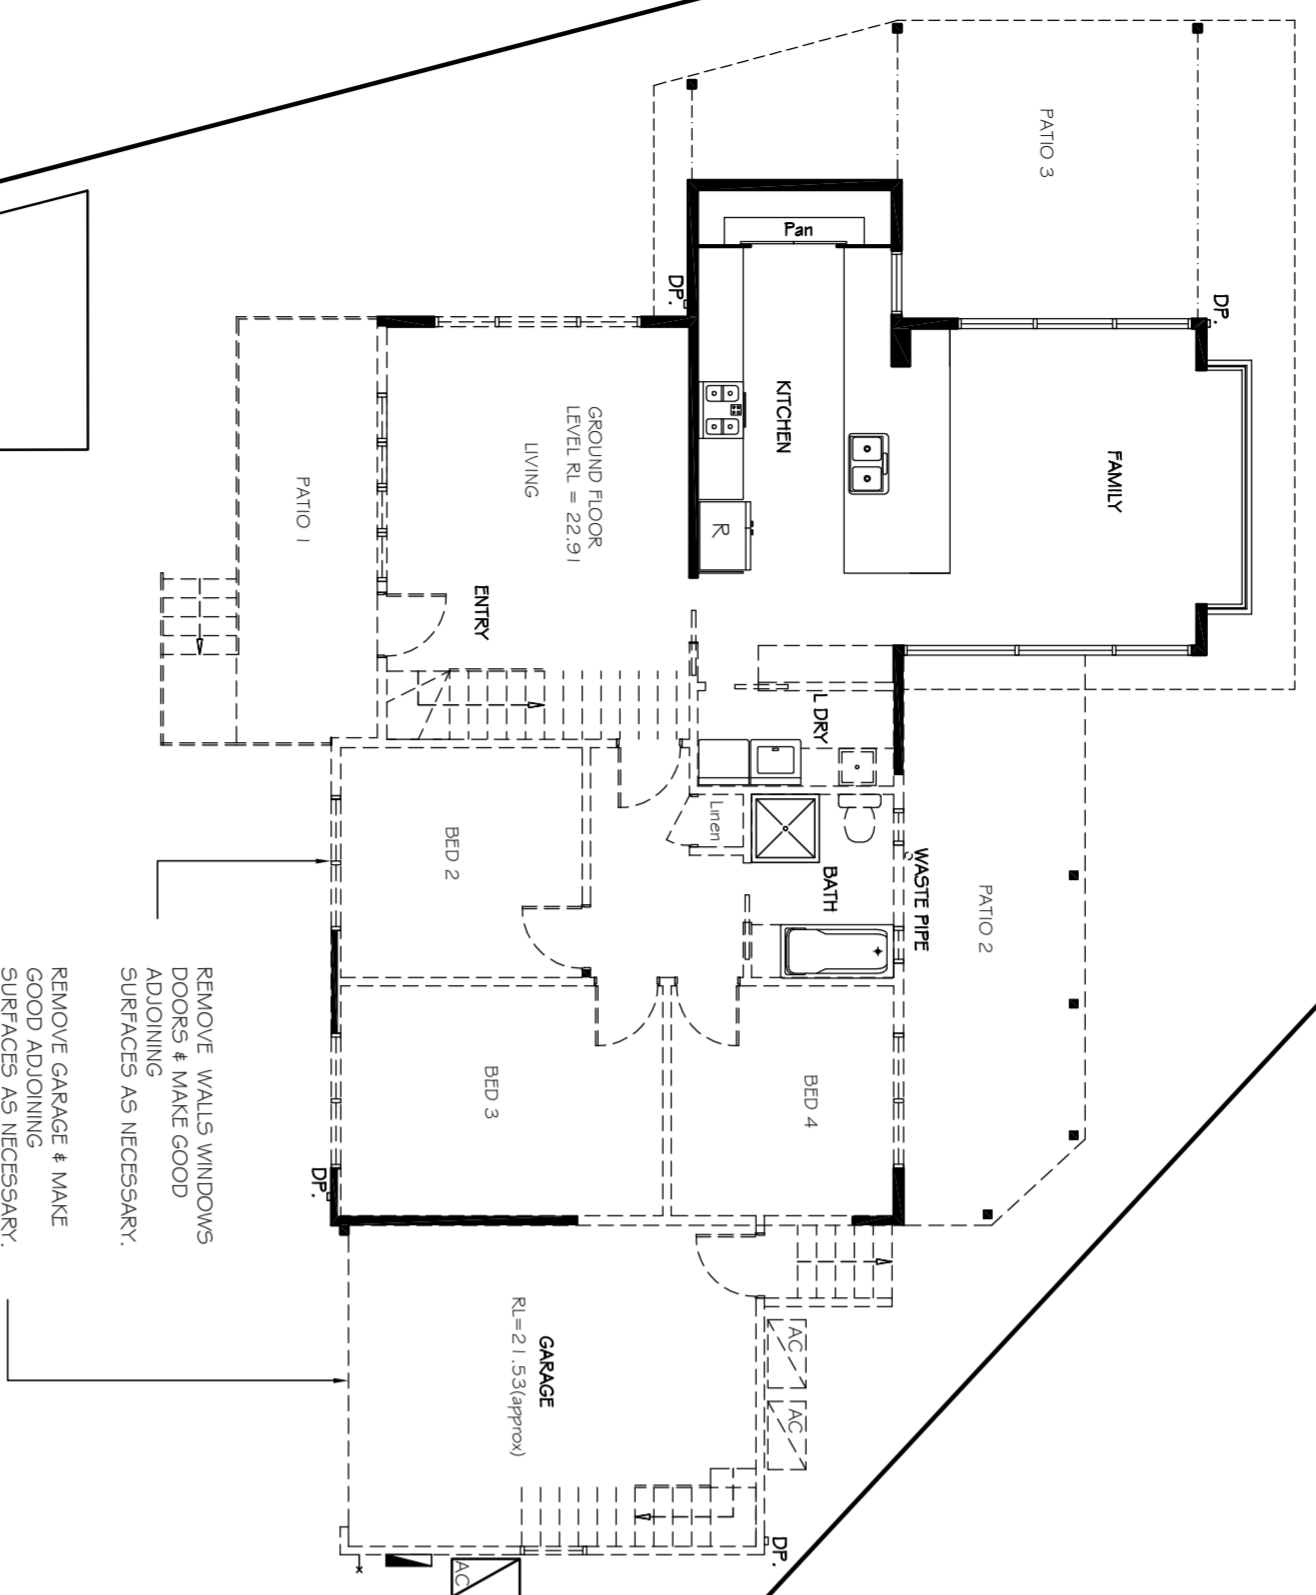 PATIO 3
Pan
DP.
DP.
KITCHEN
FAMILY
GROUND FLOOR
LEVEL RL = 22.91
LIVING
PATIO 1
R
ENTRY
L DRY
Linen
BED 2
BATH
WASTE PIPE
PATIO 2
BED 3
BED 4
DP.
REMOVE WALLS WINDOWS
DOORS & MAKE GOOD
ADJOINING
SURFACES AS NECESSARY.
REMOVE GARAGE & MAKE
GOOD ADJOINING
SURFACES AS NECESSARY.
GARAGE
RL=21.53(approx)
AC
AC
DP.
AC